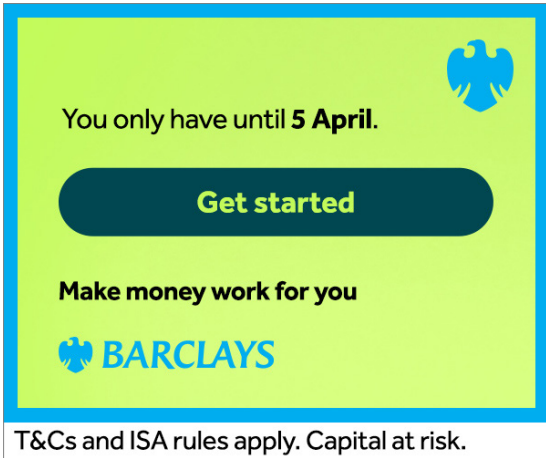 You only have until 5 April.
Get started
Make money work for you
BARCLAYS
T&Cs and ISA rules apply. Capital at risk.